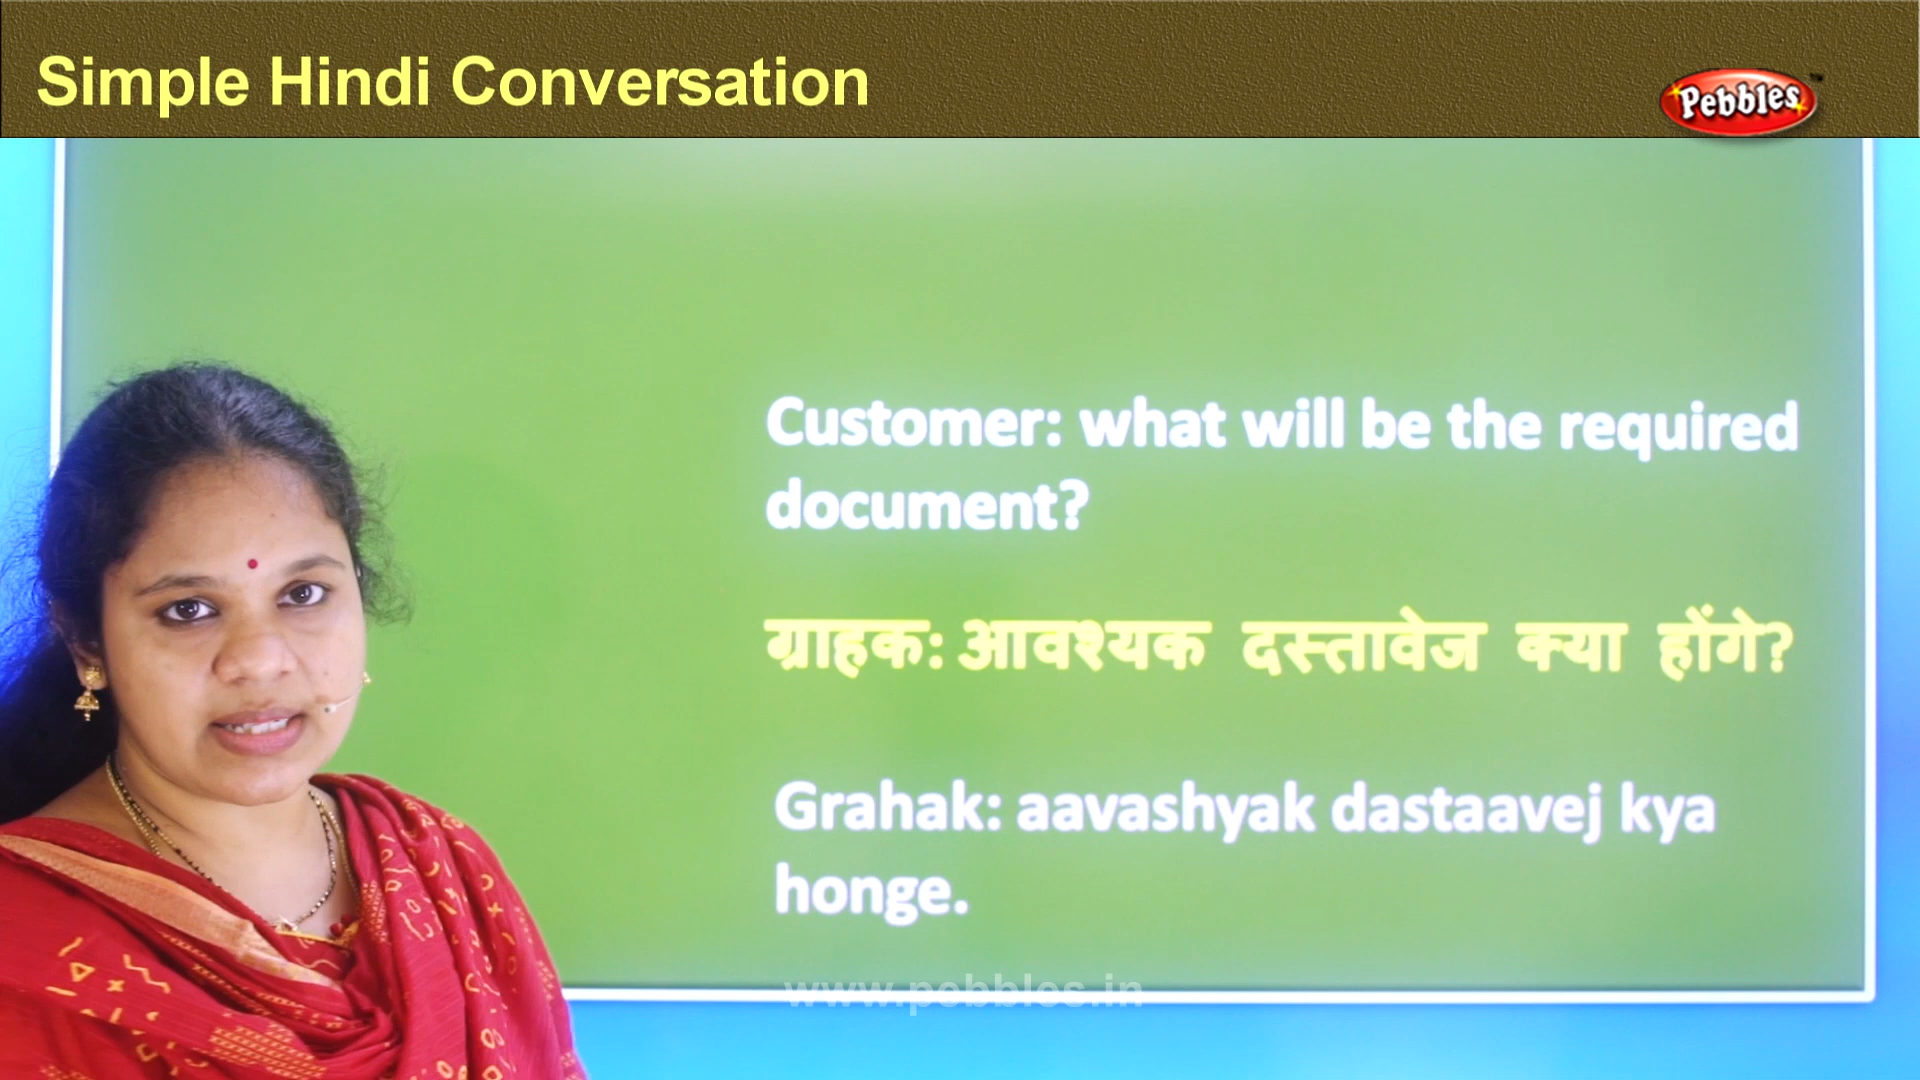 Simple Hindi Conversation
Pebbles™
Customer: what will be the required
document?
ग्राहक: आवश्यक दस्तावेज क्या होंगे?
Grahak: aavashyak dastaavej kya
honge.
www.pebbles.in